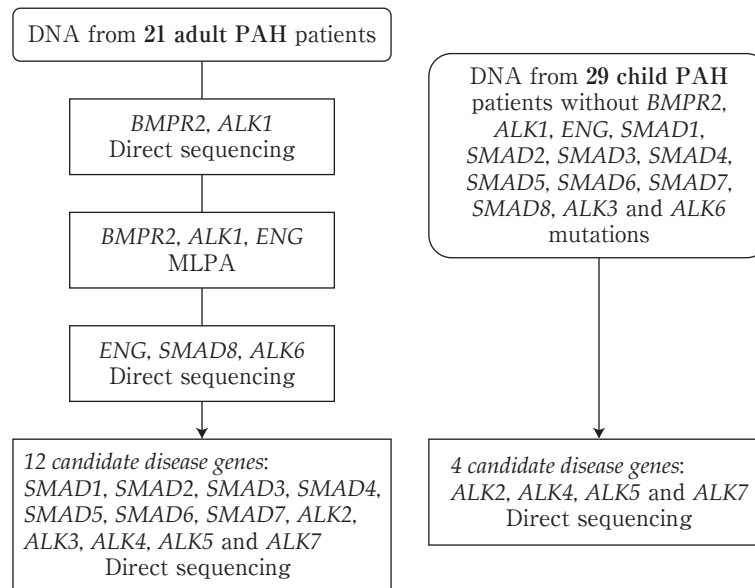 DNA from 21 adult PAH patients
BMPR2, ALK1
Direct sequencing
BMPR2, ALK1, ENG
MLPA
ENG, SMAD8, ALK6
Direct sequencing
12 candidate disease genes:
SMAD1, SMAD2, SMAD3, SMAD4,
SMAD5, SMAD6, SMAD7, ALK2,
ALK3, ALK4, ALK5 and ALK7
Direct sequencing
DNA from 29 child PAH
patients without BMPR2,
ALK1, ENG, SMAD1,
SMAD2, SMAD3, SMAD4,
SMAD5, SMAD6, SMAD7,
SMAD8, ALK3 and ALK6
mutations
4 candidate disease genes:
ALK2, ALK4, ALK5 and ALK7
Direct sequencing